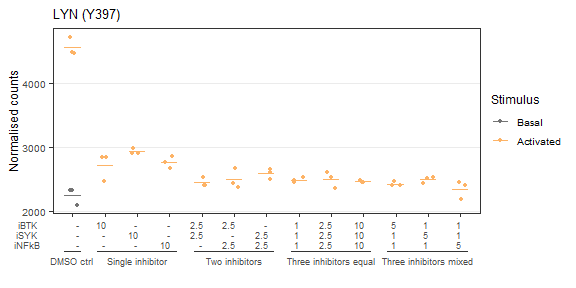 LYN (Y397)
Normalised counts
4000
3000
2000
Stimulus
Basal
Activated
iBTK - 10 - - 2.5 2.5 - 1 2.5 10 5 1 1
iSYK - - 10 - 2.5 - 2.5 1 2.5 10 1 5 1
iNFkB - - - 10 - 2.5 2.5 1 2.5 10 1 1 5
DMSO ctrl Single inhibitor Two inhibitors Three inhibitors equal Three inhibitors mixed